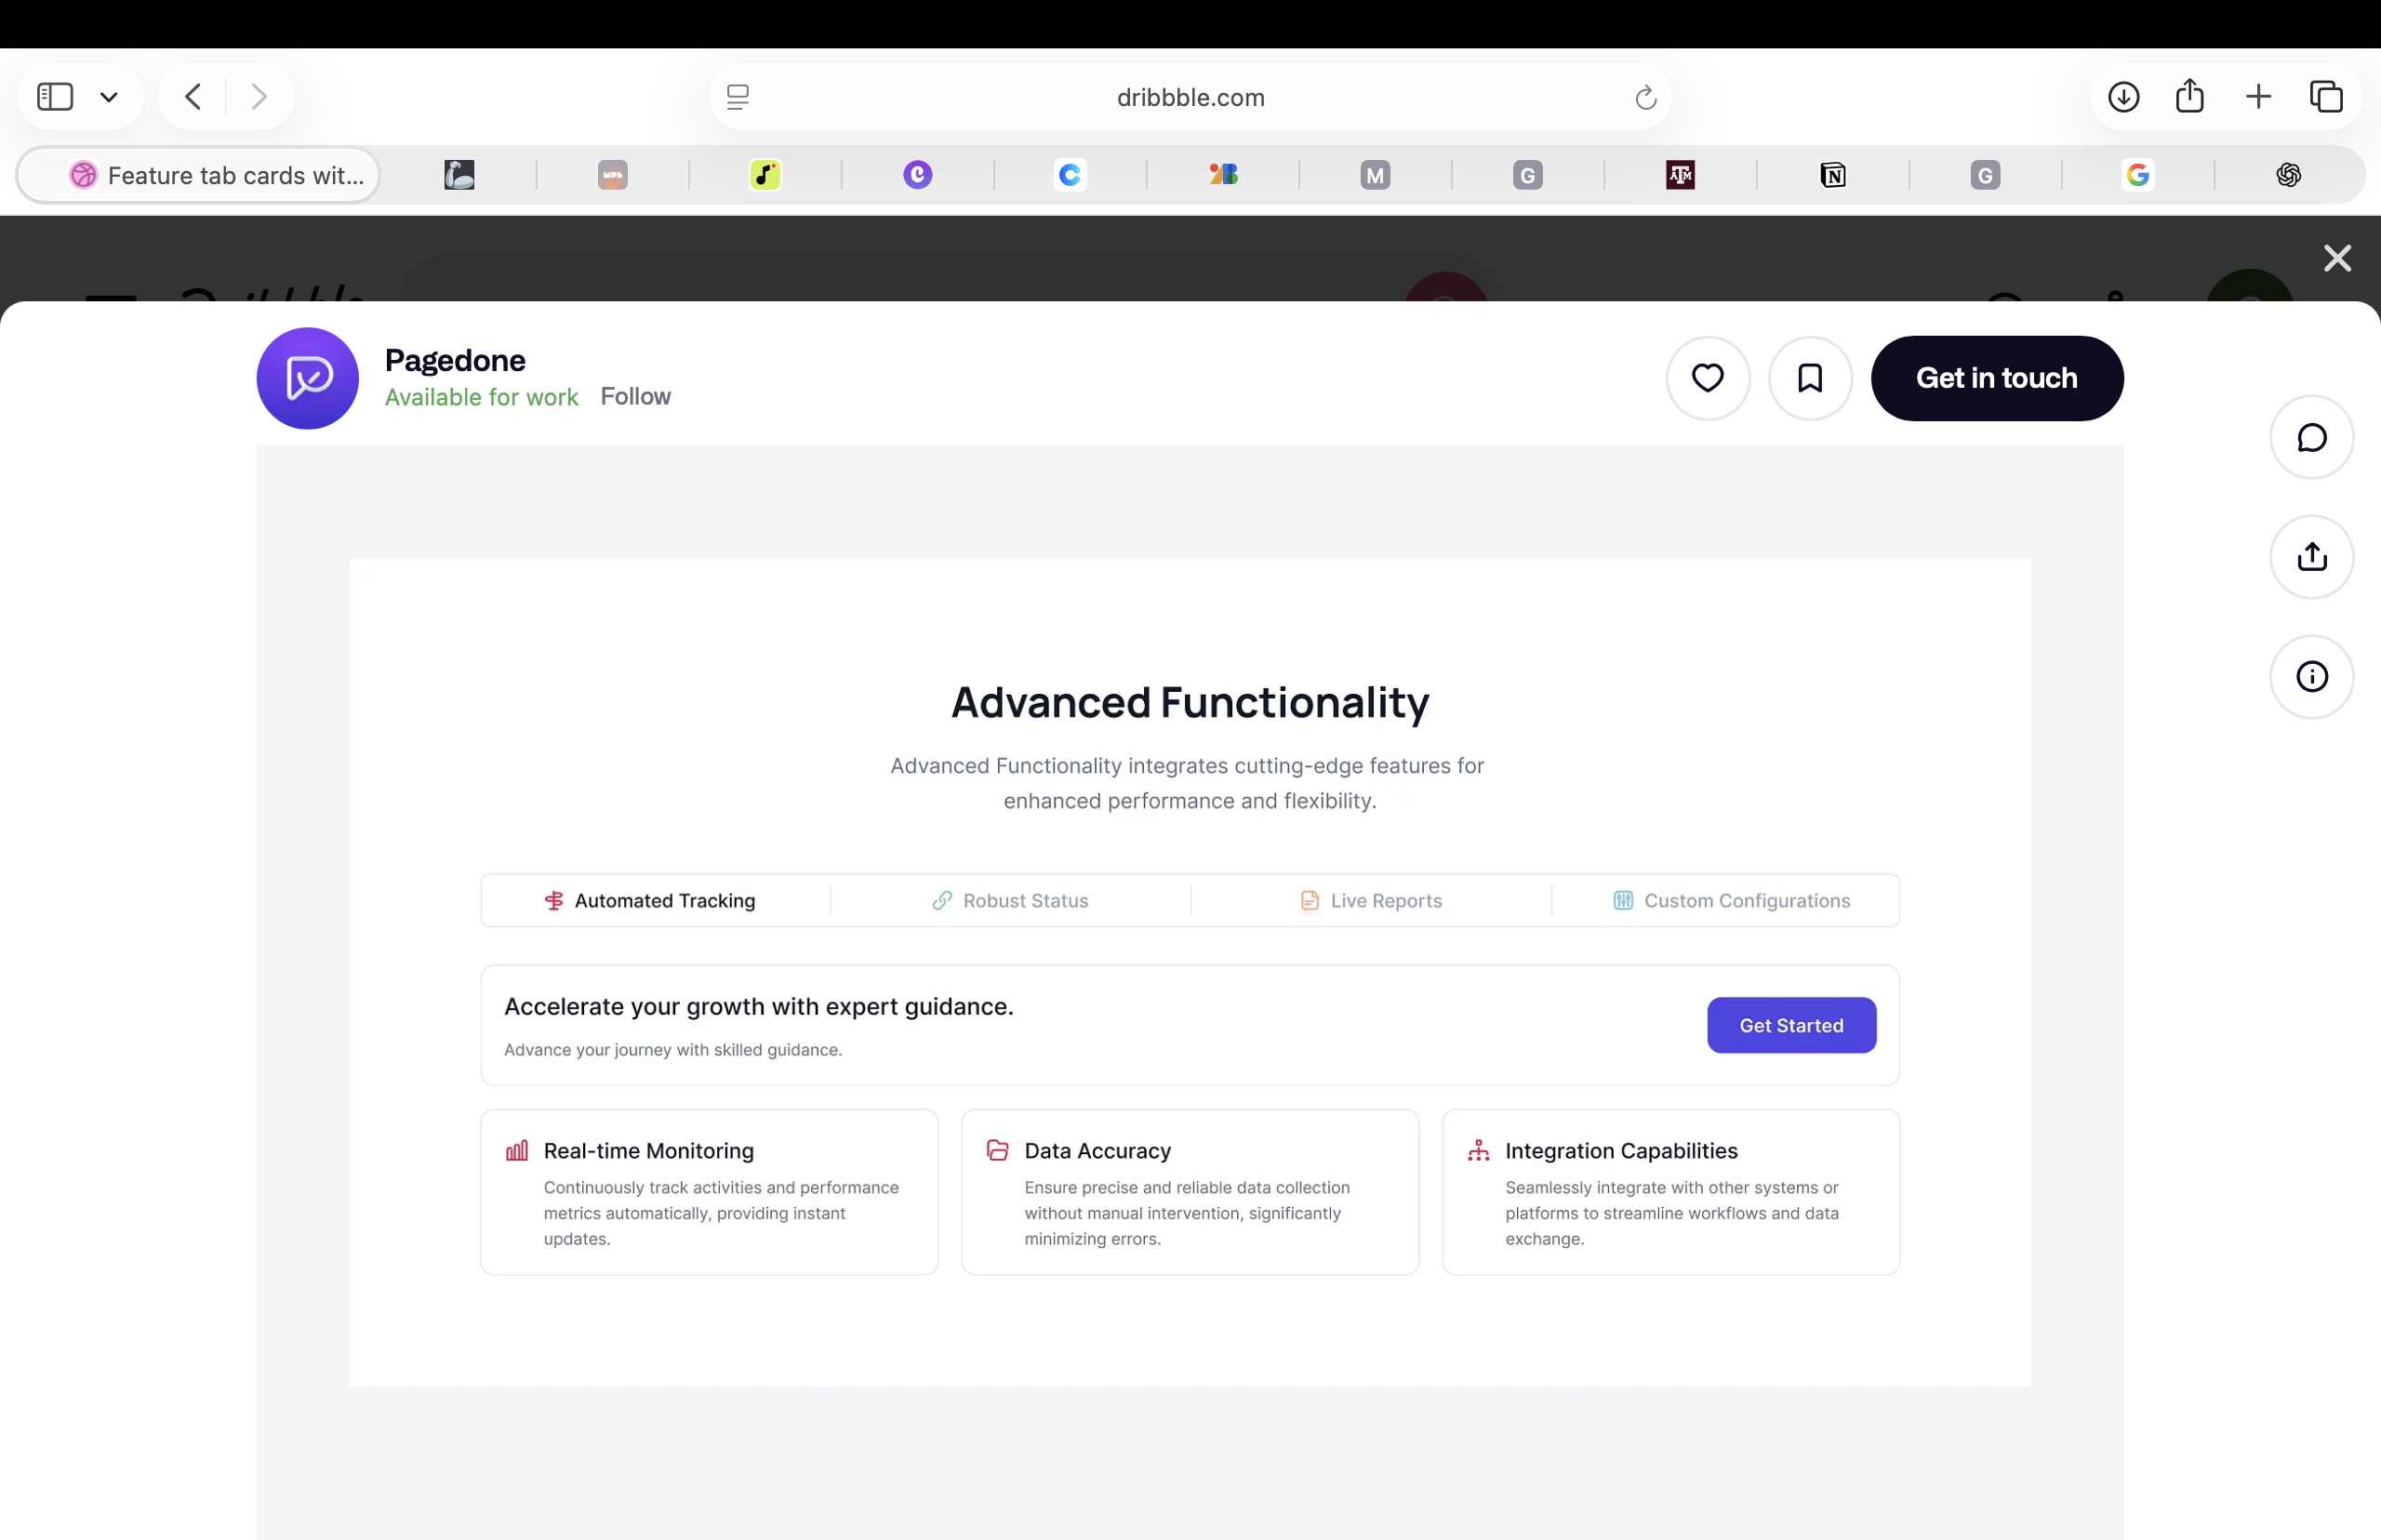 dribbble.com
Feature tab cards wit...
MPb
M
G
ATM
N
G
G
Pagedone
Available for work Follow
Get in touch
Advanced Functionality
Advanced Functionality integrates cutting-edge features for
enhanced performance and flexibility.
Automated Tracking
Robust Status
Live Reports
Custom Configurations
Accelerate your growth with expert guidance.
Advance your journey with skilled guidance.
Get Started
Real-time Monitoring
Continuously track activities and performance
metrics automatically, providing instant
updates.
Data Accuracy
Ensure precise and reliable data collection
without manual intervention, significantly
minimizing errors.
Integration Capabilities
Seamlessly integrate with other systems or
platforms to streamline workflows and data
exchange.